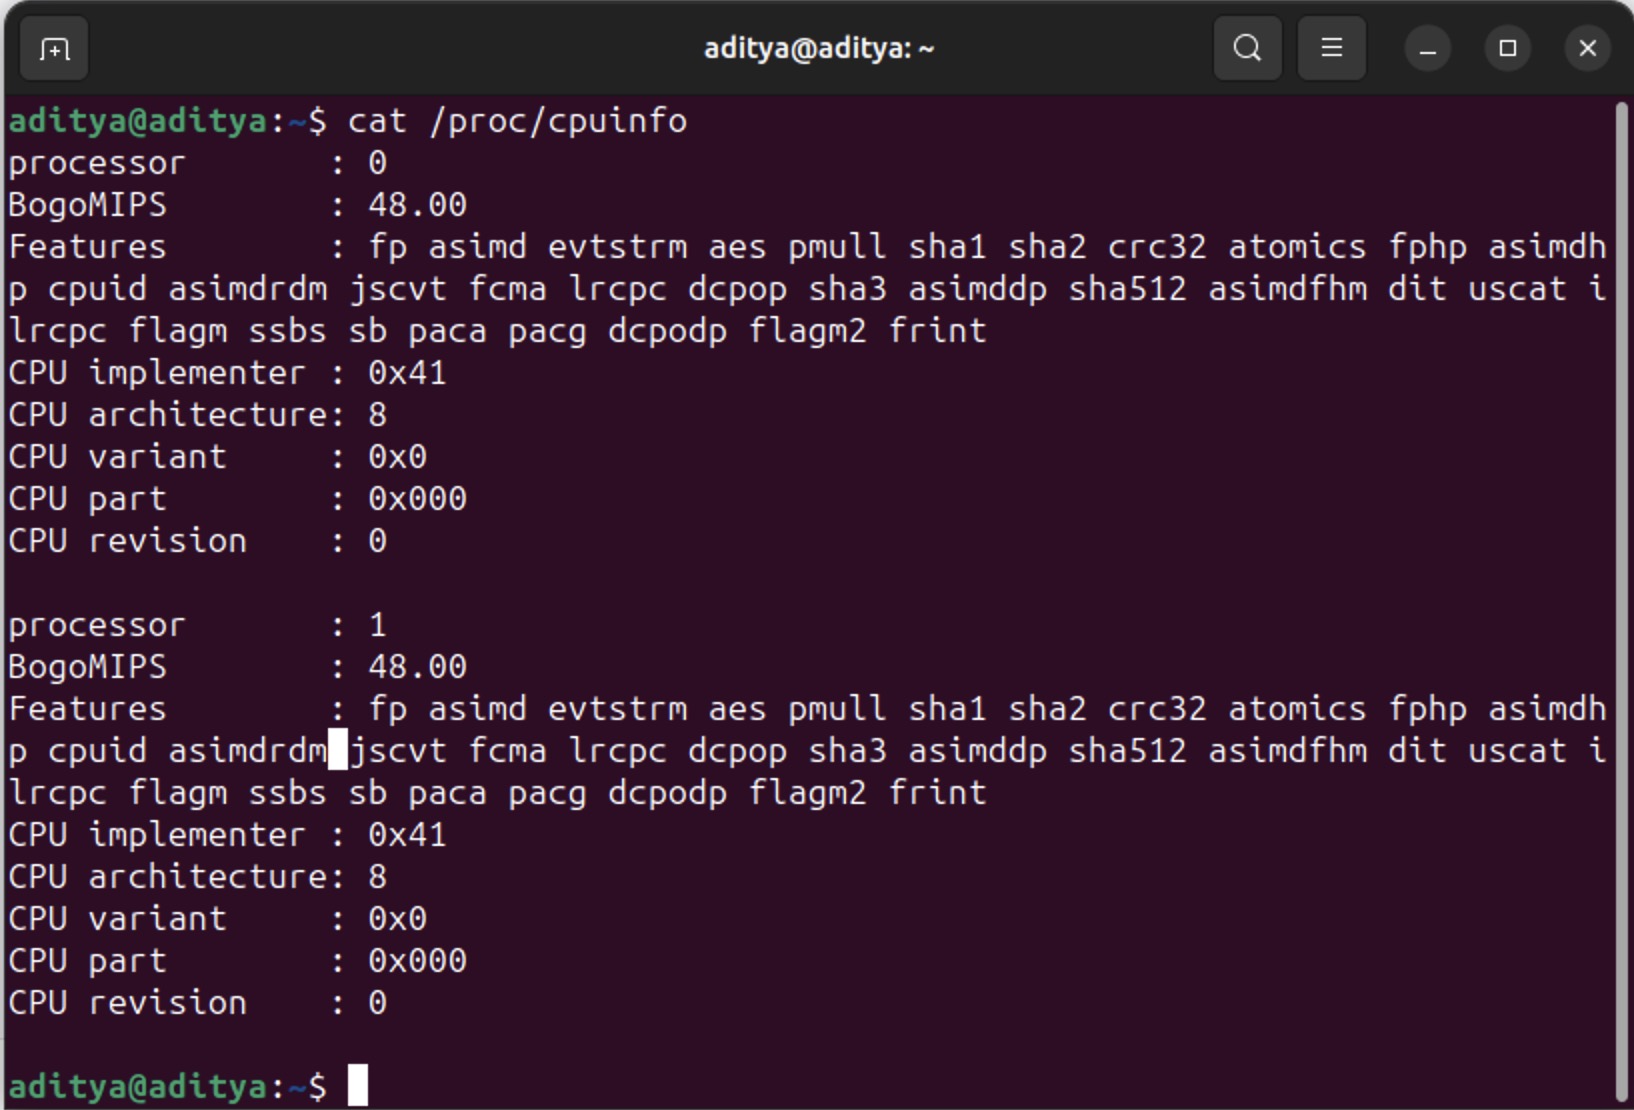 aditya@aditya: ~
aditya@aditya:~$ cat /proc/cpuinfo
processor       : 0
BogoMIPS        : 48.00
Features        : fp asimd evtstrm aes pmull sha1 sha2 crc32 atomics fphp asimdh
p cpuid asimdrdm jscvt fcma lrcpc dcpop sha3 asimddp sha512 asimdfhm dit uscat i
lrcpc flagm ssbs sb paca pacg dcpodp flagm2 frint
CPU implementer : 0x41
CPU architecture: 8
CPU variant     : 0x0
CPU part        : 0x000
CPU revision    : 0
processor       : 1
BogoMIPS        : 48.00
Features        : fp asimd evtstrm aes pmull sha1 sha2 crc32 atomics fphp asimdh
p cpuid asimdrdm jscvt fcma lrcpc dcpop sha3 asimddp sha512 asimdfhm dit uscat i
lrcpc flagm ssbs sb paca pacg dcpodp flagm2 frint
CPU implementer : 0x41
CPU architecture: 8
CPU variant     : 0x0
CPU part        : 0x000
CPU revision    : 0
aditya@aditya:~$